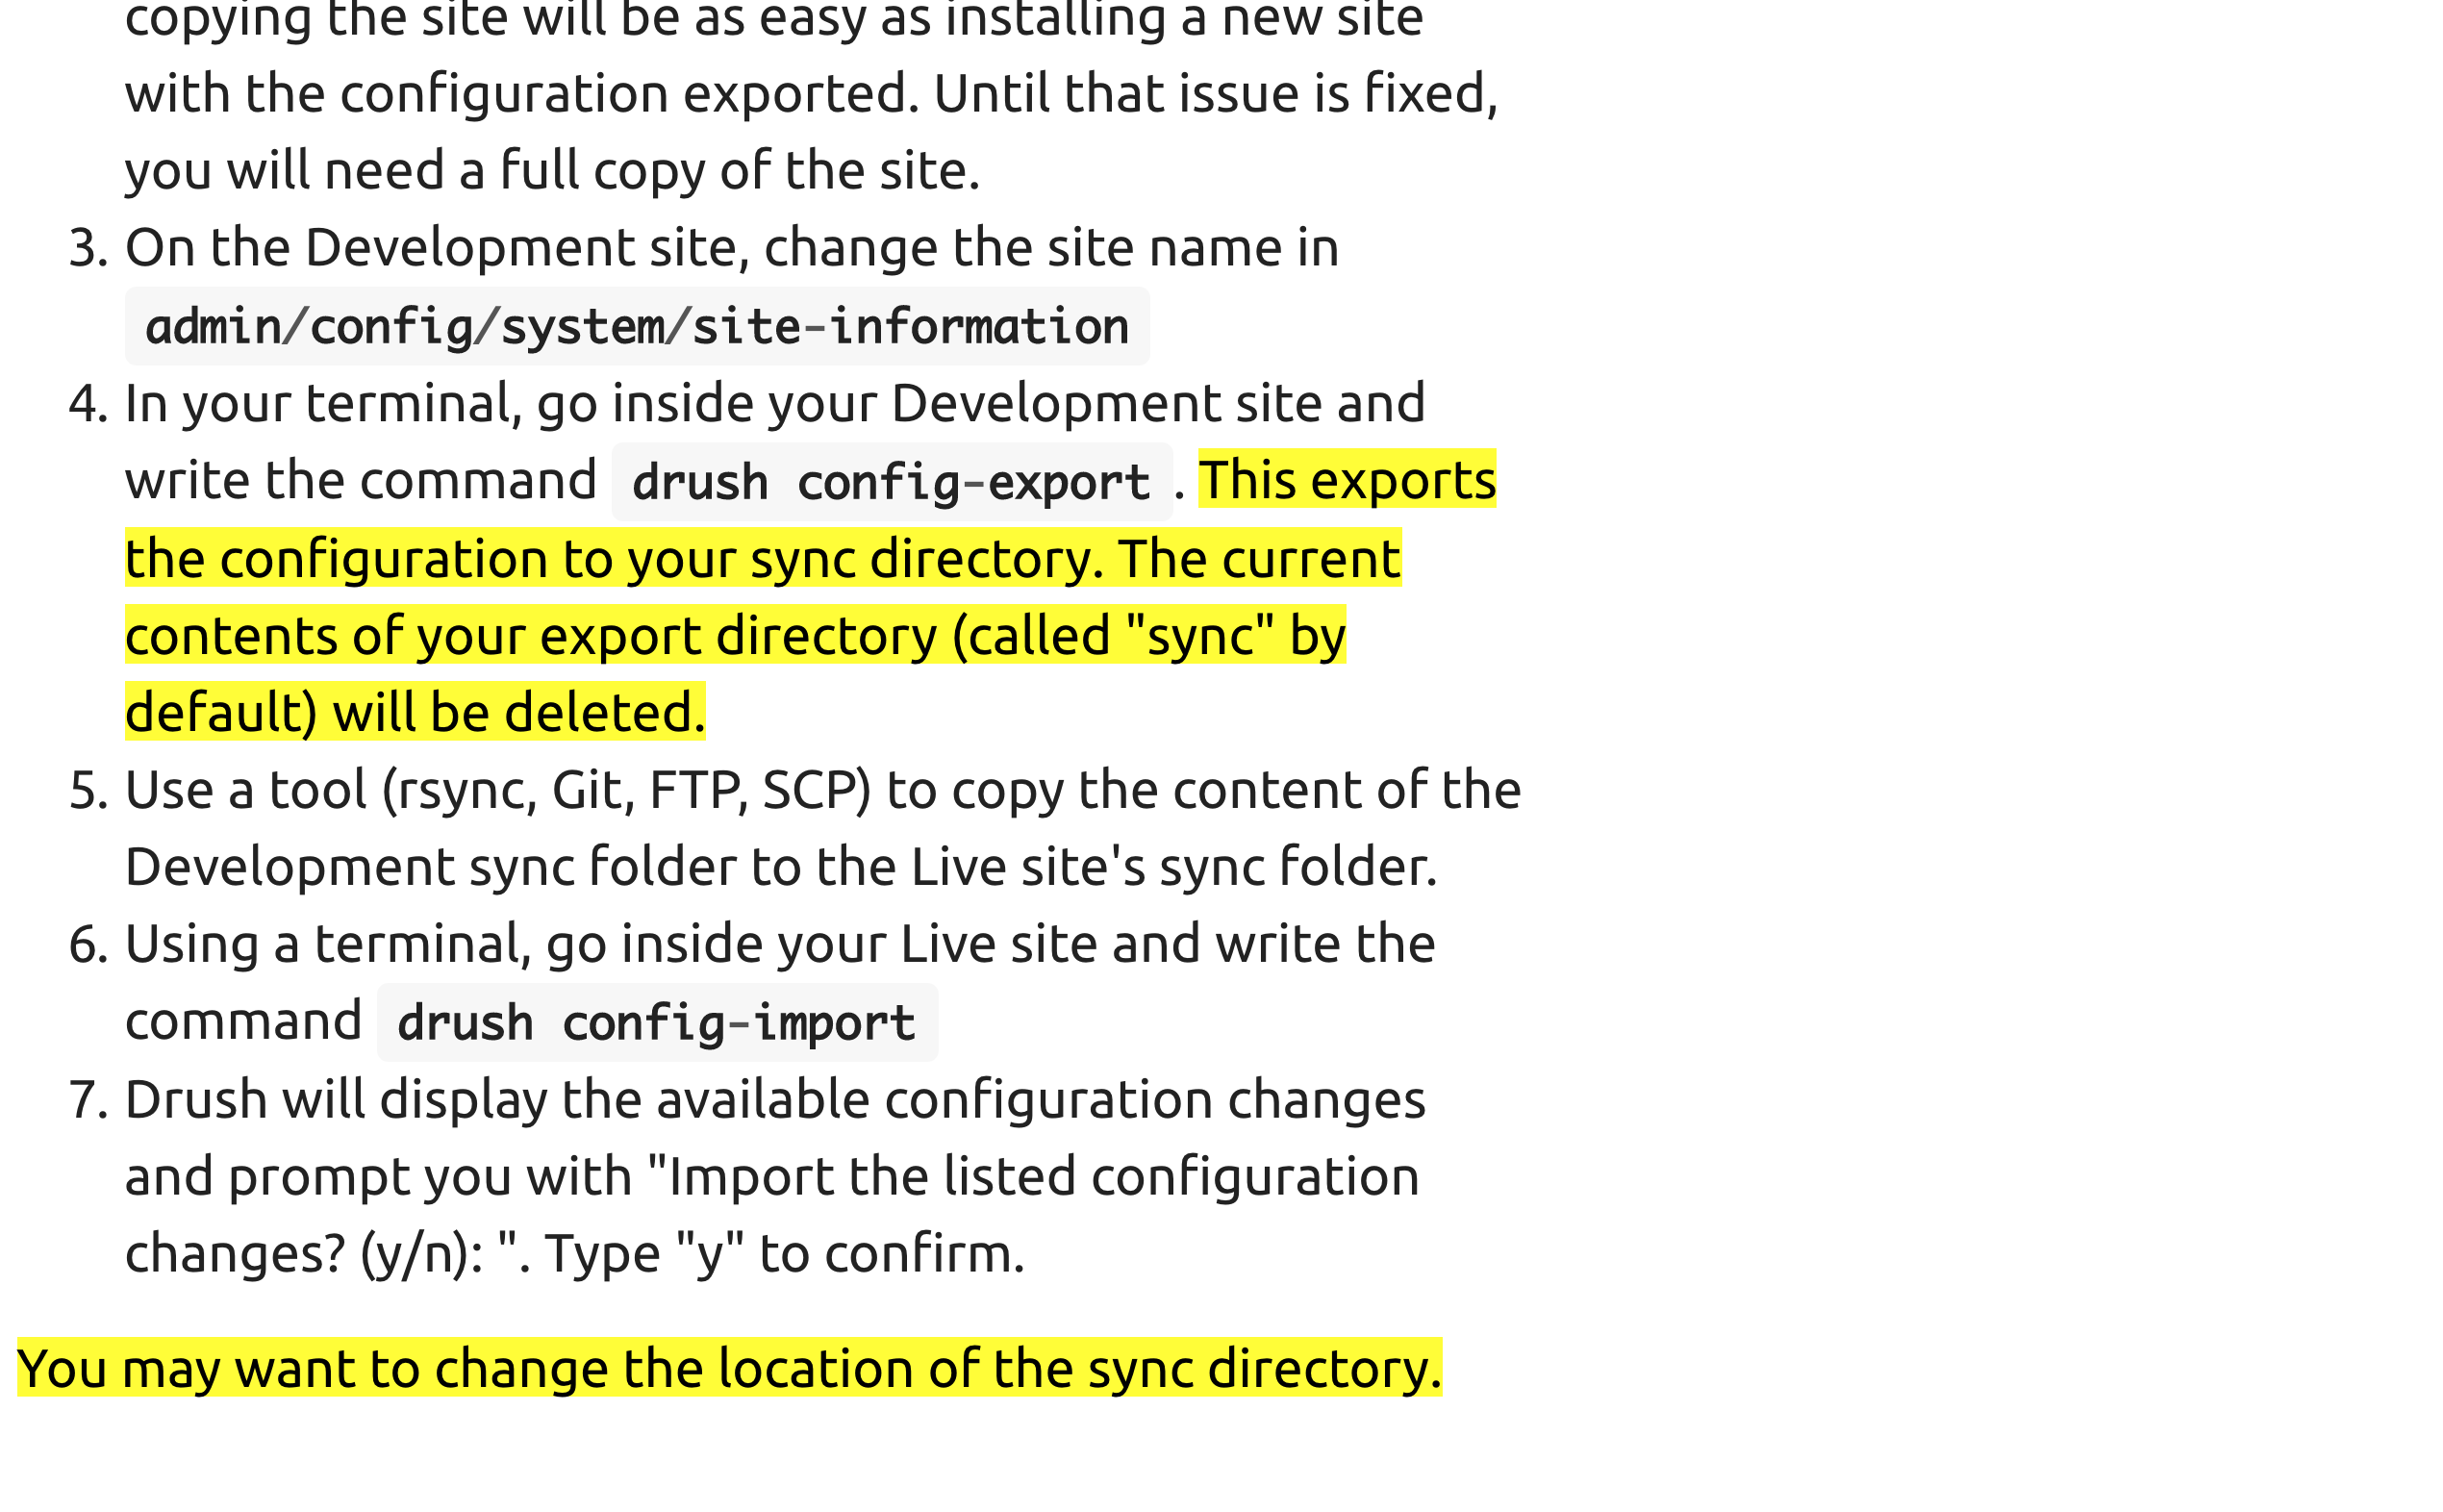 copying the site will be as easy as installing a new site
with the configuration exported. Until that issue is fixed,
you will need a full copy of the site.
3. On the Development site, change the site name in
admin/config/system/site-information
4. In your terminal, go inside your Development site and
write the command drush config-export. This exports
the configuration to your sync directory. The current
contents of your export directory (called "sync" by
default) will be deleted.
5. Use a tool (rsync, Git, FTP, SCP) to copy the content of the
Development sync folder to the Live site's sync folder.
6. Using a terminal, go inside your Live site and write the
command drush config-import
7. Drush will display the available configuration changes
and prompt you with "Import the listed configuration
changes? (y/n): ". Type "y" to confirm.
You may want to change the location of the sync directory.